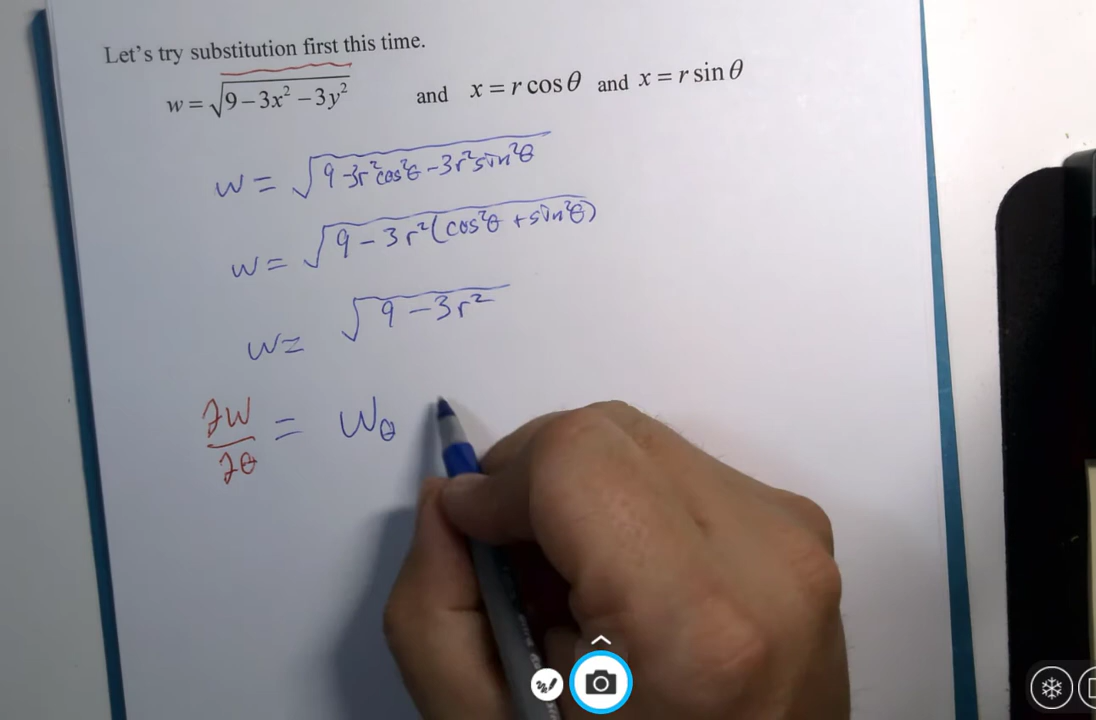 Let's try substitution first this time.
w = √(9 − 3x² − 3y²) and x = r cos θ and x = r sin θ
w = √(9 − 3r²cos²θ − 3r²sin²θ)
w = √(9 − 3r²(cos²θ + sin²θ))
w = √(9 − 3r²)
∂w/∂θ = w_θ